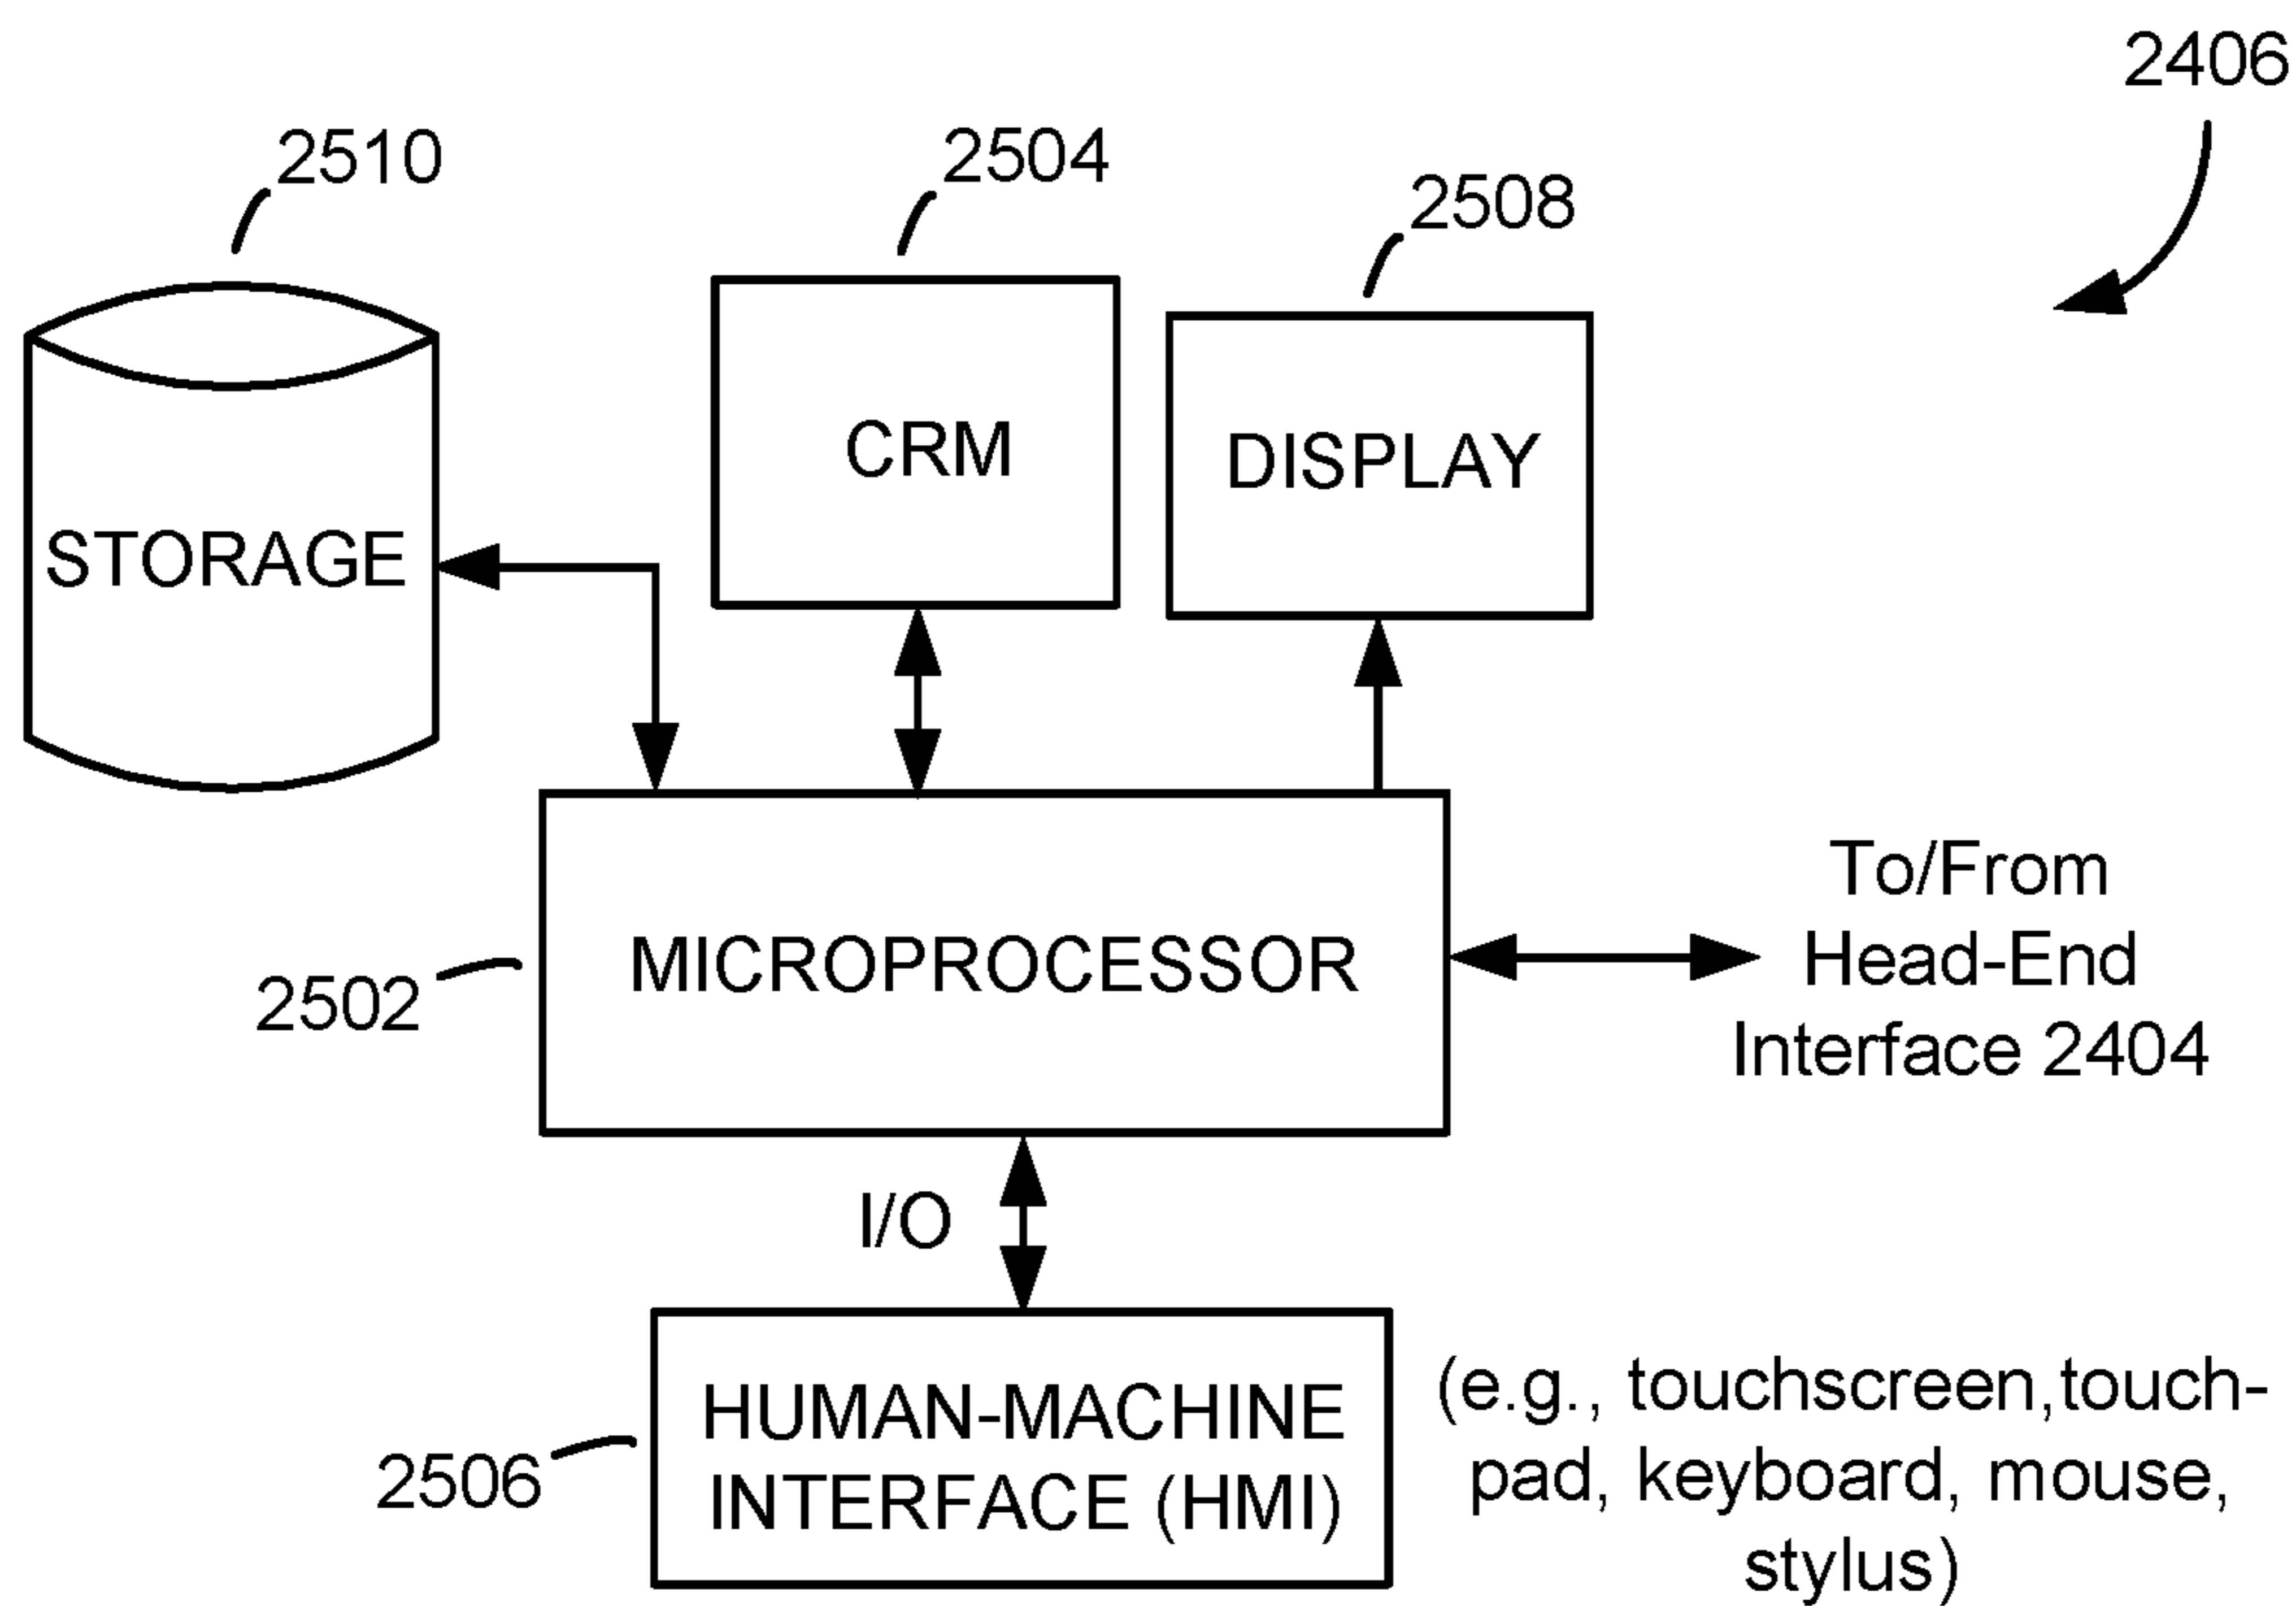 2406
2510
2504
2508
CRM
DISPLAY
STORAGE
To/From
Head-End
Interface 2404
MICROPROCESSOR
2502
I/O
HUMAN-MACHINE
INTERFACE (HMI)
2506
(e.g., touchscreen,touch-
pad, keyboard, mouse,
stylus)